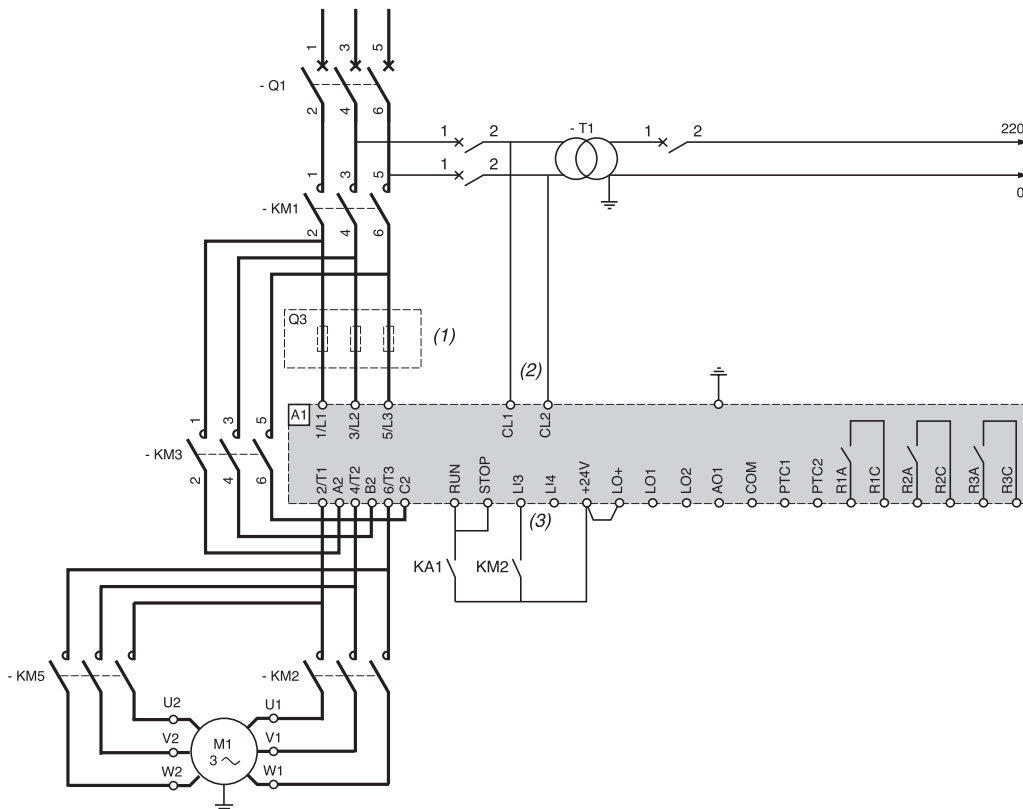 1 3 5
- Q1
2 4 6
1 2 - T1 1 2 220
1 2
0
1 3 5
- KM1
2 4 6
Q3 (1)
(2)
A1 1/L1 3/L2 5/L3 CL1 CL2
1 3 5
- KM3
2 4 6
2/T1 A2 4/T2 B2 6/T3 C2 RUN STOP LI3 LI4 +24V LO+ LO1 LO2 AO1 COM PTC1 PTC2 R1A R1C R2A R2C R3A R3C
(3)
KA1 KM2
- KM5 - KM2
U2 U1
M1
3
V2 V1
W2 W1